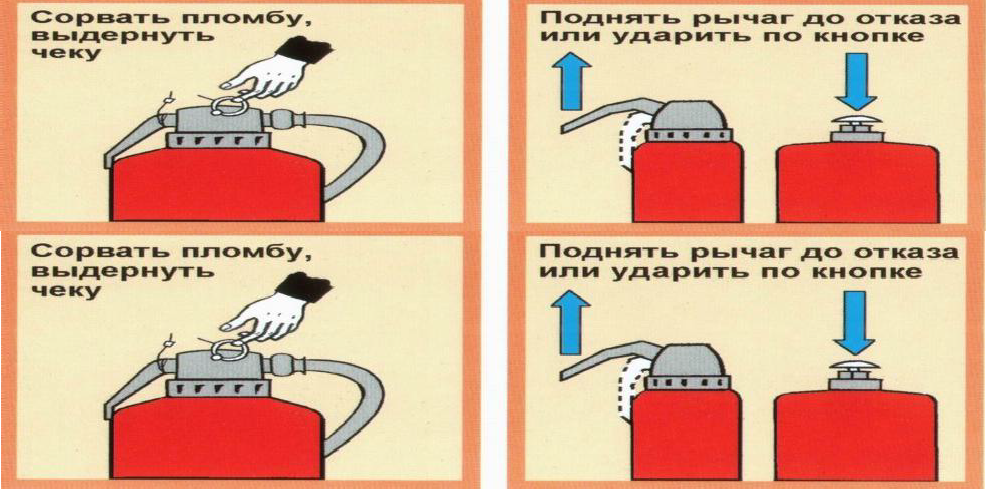 Сорвать пломбу,
выдернуть
чеку
Поднять рычаг до отказа
или ударить по кнопке
Сорвать пломбу,
выдернуть
чеку
Поднять рычаг до отказа
или ударить по кнопке